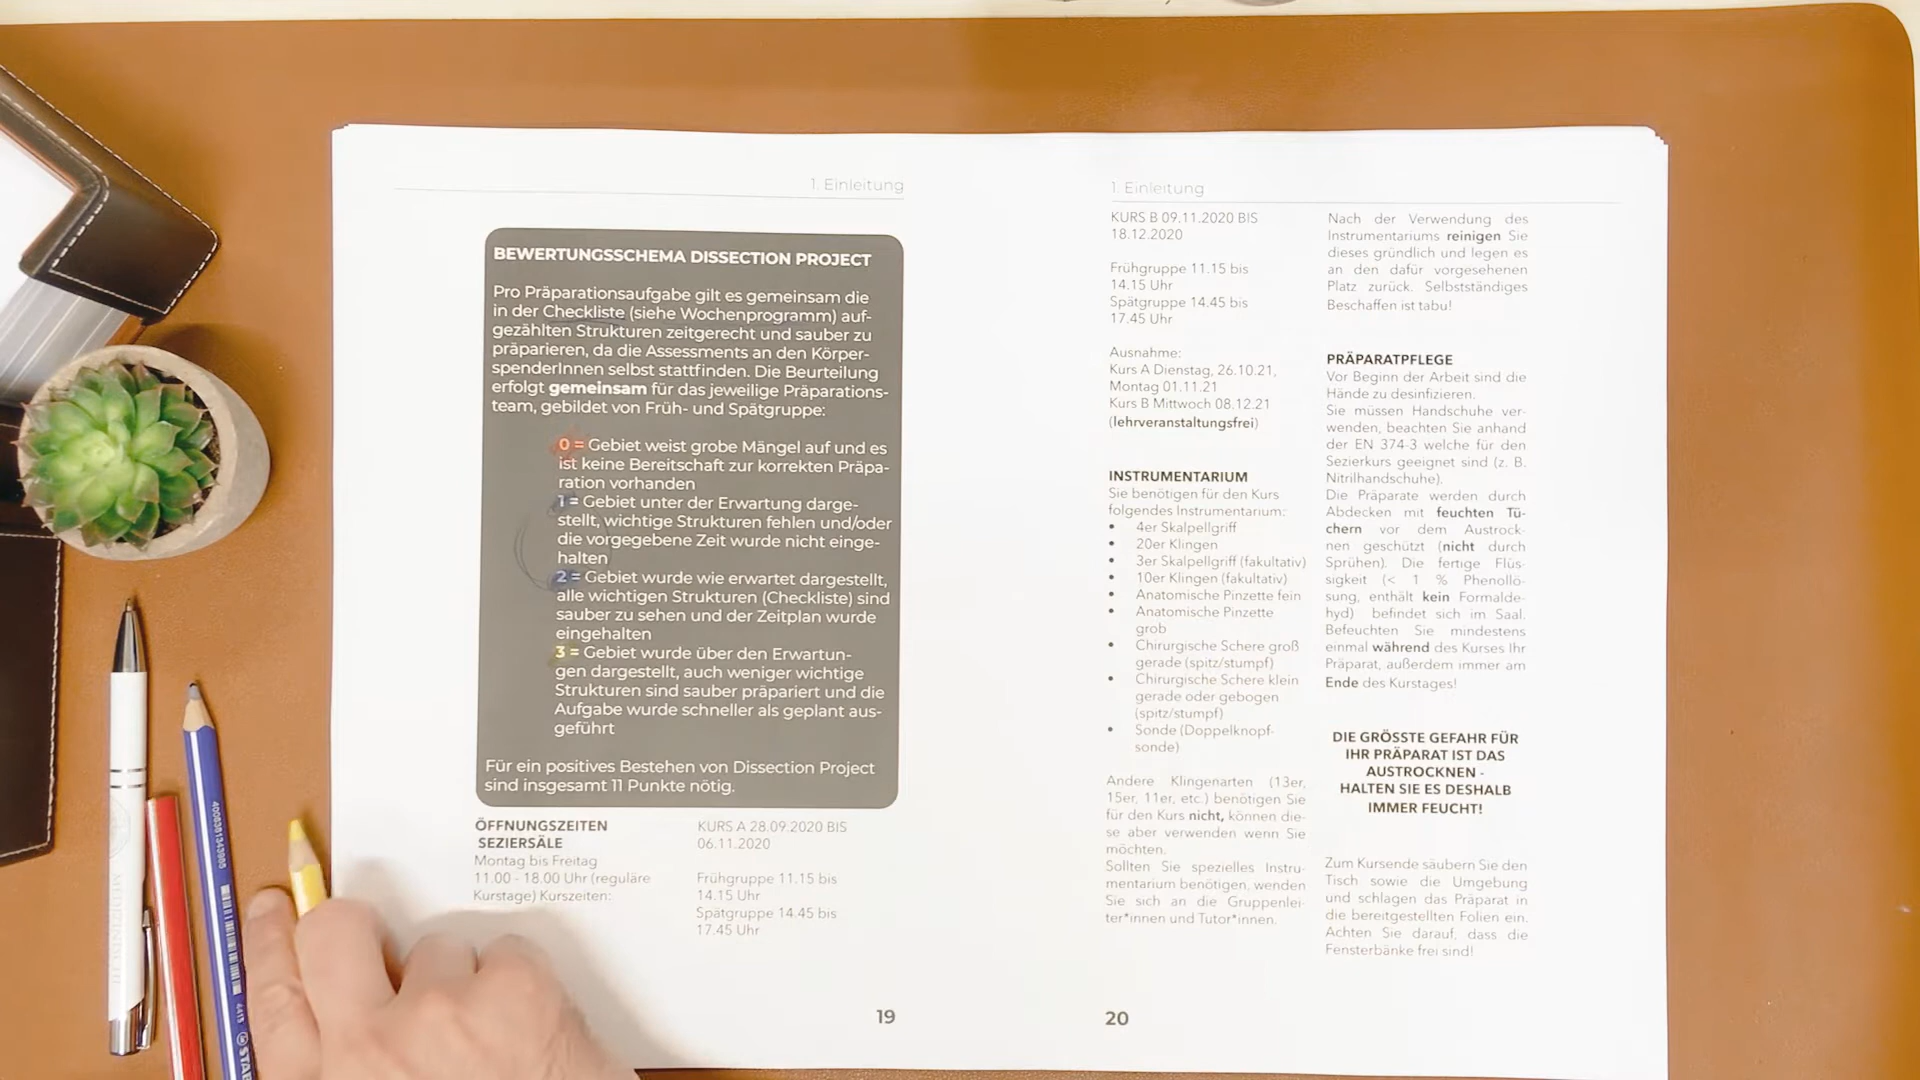 1. Einleitung
BEWERTUNGSSCHEMA DISSECTION PROJECT
Pro Präparationsaufgabe gilt es gemeinsam die
in der Checkliste (siehe Wochenprogramm) auf-
gezählten Strukturen zeitgerecht und sauber zu
präparieren, da die Assessments an den Körper-
spenderInnen selbst stattfinden. Die Beurteilung
erfolgt gemeinsam für das jeweilige Präparations-
team, gebildet von Früh- und Spätgruppe:
0 = Gebiet weist grobe Mängel auf und es
ist keine Bereitschaft zur korrekten Präpa-
ration vorhanden
1 = Gebiet unter der Erwartung darge-
stellt, wichtige Strukturen fehlen und/oder
die vorgegebene Zeit wurde nicht einge-
halten
2 = Gebiet wurde wie erwartet dargestellt,
alle wichtigen Strukturen (Checkliste) sind
sauber zu sehen und der Zeitplan wurde
eingehalten
3 = Gebiet wurde über den Erwartun-
gen dargestellt, auch weniger wichtige
Strukturen sind sauber präpariert und die
Aufgabe wurde schneller als geplant aus-
geführt
Für ein positives Bestehen von Dissection Project
sind insgesamt 11 Punkte nötig.
ÖFFNUNGSZEITEN
SEZIERSÄLE
Montag bis Freitag
11.00 - 18.00 Uhr (reguläre
Kurstage) Kurszeiten:
KURS A 28.09.2020 BIS
06.11.2020
Frühgruppe 11.15 bis
14.15 Uhr
Spätgruppe 14.45 bis
17.45 Uhr
19
1. Einleitung
KURS B 09.11.2020 BIS
18.12.2020
Frühgruppe 11.15 bis
14.15 Uhr
Spätgruppe 14.45 bis
17.45 Uhr
Ausnahme:
Kurs A Dienstag, 26.10.21,
Montag 01.11.21
Kurs B Mittwoch 08.12.21
(lehrveranstaltungsfrei)
INSTRUMENTARIUM
Sie benötigen für den Kurs
folgendes Instrumentarium:
• 4er Skalpellgriff
• 20er Klingen
• 3er Skalpellgriff (fakultativ)
• 10er Klingen (fakultativ)
• Anatomische Pinzette fein
• Anatomische Pinzette
grob
• Chirurgische Schere groß
gerade (spitz/stumpf)
• Chirurgische Schere klein
gerade oder gebogen
(spitz/stumpf)
• Sonde (Doppelknopf-
sonde)
Andere Klingenarten (13er,
15er, 11er, etc.) benötigen Sie
für den Kurs nicht, können die-
se aber verwenden wenn Sie
möchten.
Sollten Sie spezielles Instru-
mentarium benötigen, wenden
Sie sich an die Gruppenlei-
ter*innen und Tutor*innen.
Nach der Verwendung des
Instrumentariums reinigen Sie
dieses gründlich und legen es
an den dafür vorgesehenen
Platz zurück. Selbstständiges
Beschaffen ist tabu!
PRÄPARATPFLEGE
Vor Beginn der Arbeit sind die
Hände zu desinfizieren.
Sie müssen Handschuhe ver-
wenden, beachten Sie anhand
der EN 374-3 welche für den
Sezierkurs geeignet sind (z. B.
Nitrilhandschuhe).
Die Präparate werden durch
Abdecken mit feuchten Tü-
chern vor dem Austrock-
nen geschützt (nicht durch
Sprühen). Die fertige Flüs-
sigkeit (< 1 % Phenollö-
sung, enthält kein Formalde-
hyd) befindet sich im Saal.
Befeuchten Sie mindestens
einmal während des Kurses Ihr
Präparat, außerdem immer am
Ende des Kurstages!
DIE GRÖSSTE GEFAHR FÜR
IHR PRÄPARAT IST DAS
AUSTROCKNEN -
HALTEN SIE ES DESHALB
IMMER FEUCHT!
Zum Kursende säubern Sie den
Tisch sowie die Umgebung
und schlagen das Präparat in
die bereitgestellten Folien ein.
Achten Sie darauf, dass die
Fensterbänke frei sind!
20